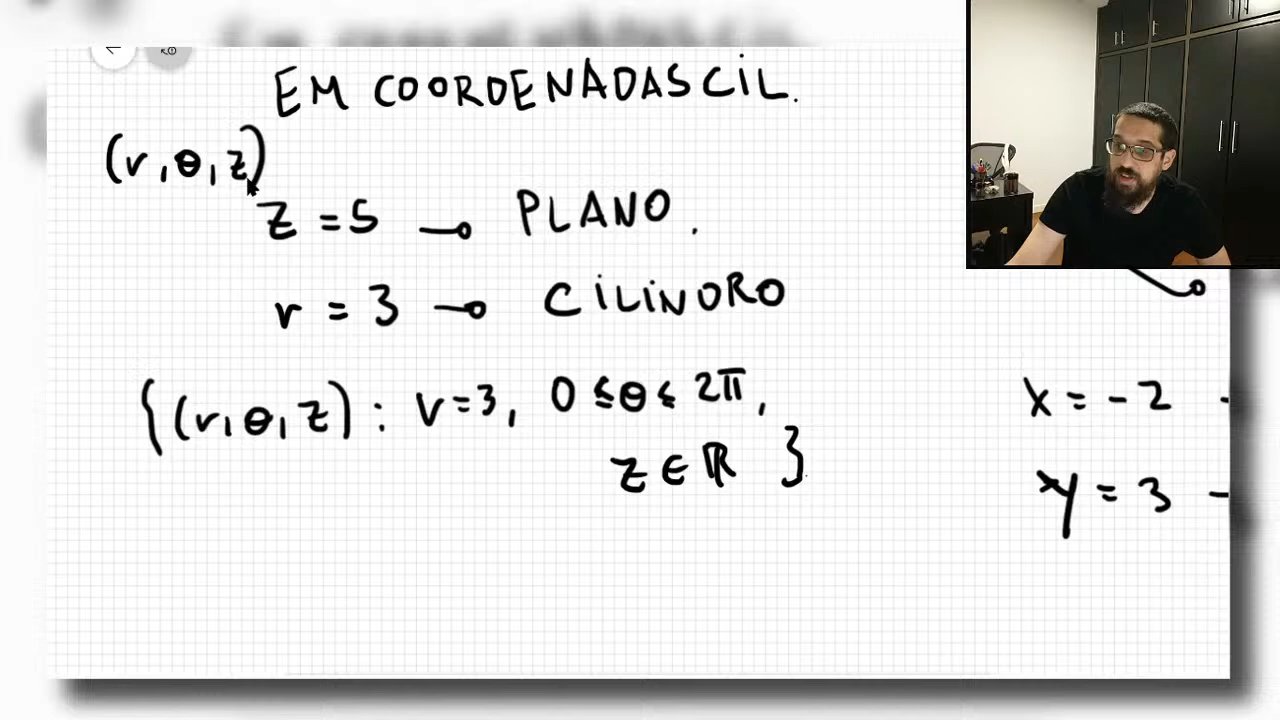 EM COORDENADAS CIL.
(r, θ, z)
z = 5 → PLANO.
r = 3 → CILINDRO
{(r, θ, z) : r = 3, 0 ≤ θ ≤ 2π,
z ∈ ℝ }
x = -2 -
y = 3 -